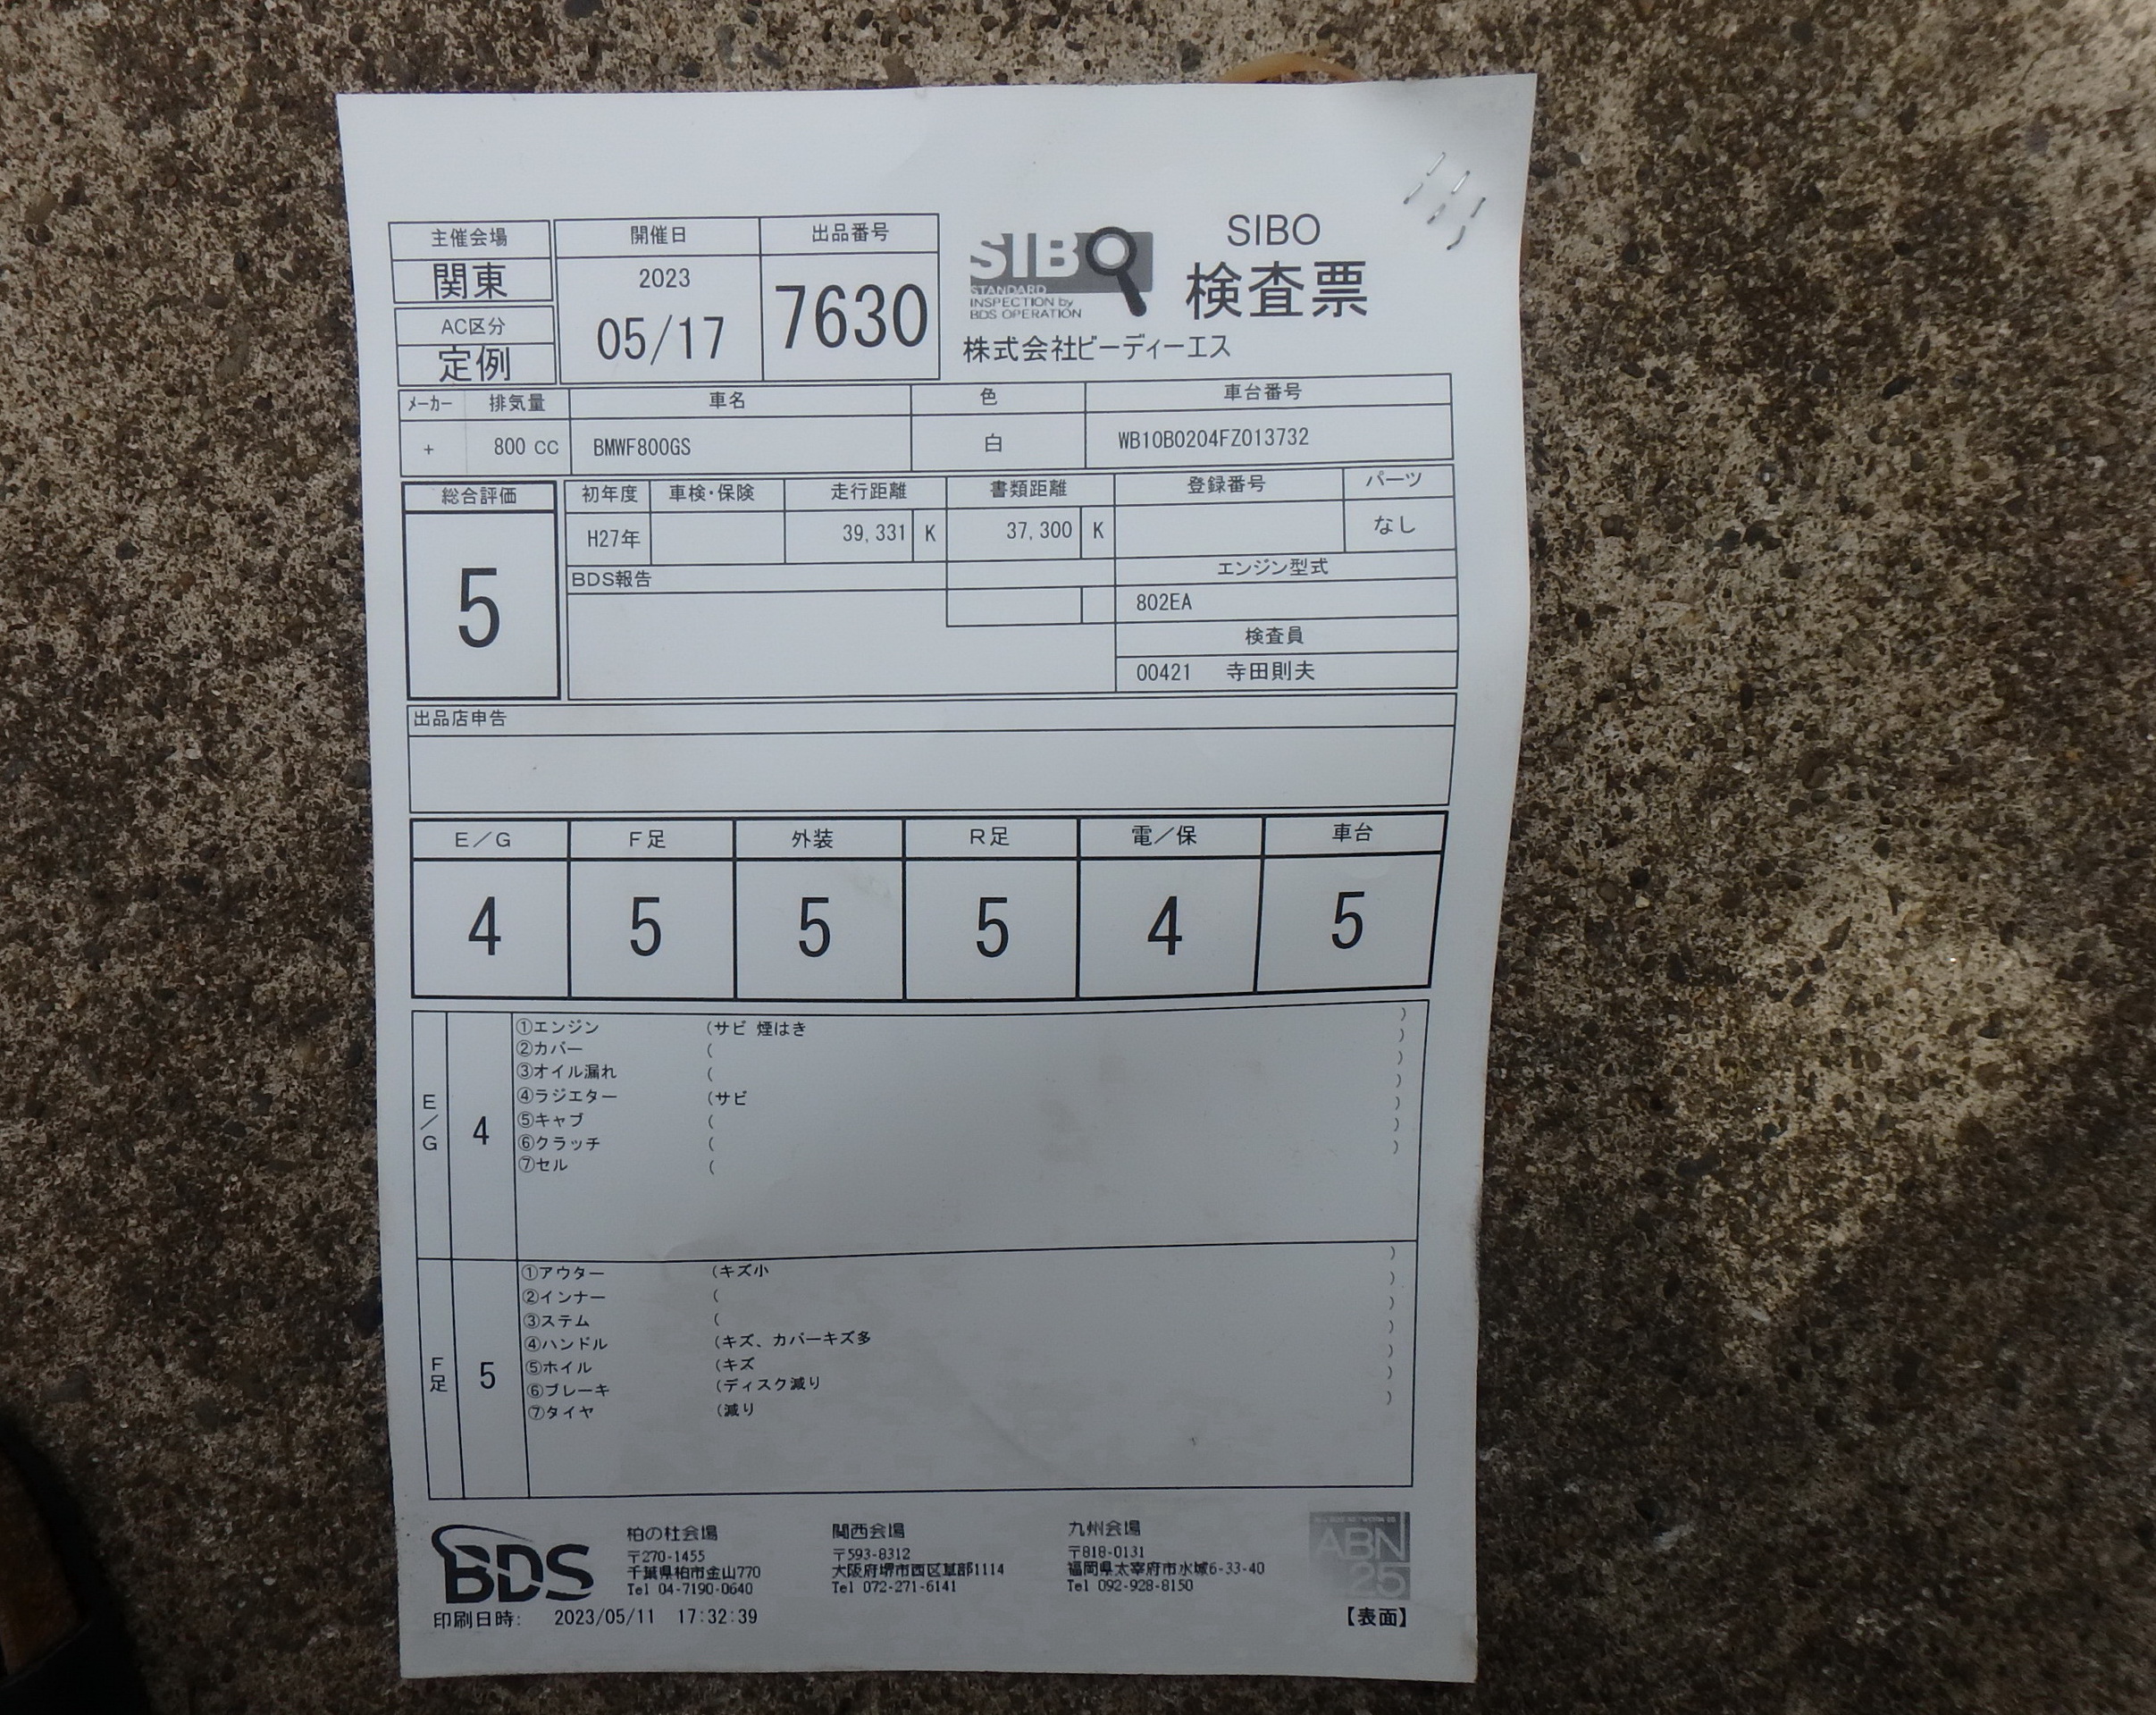 主催会場
関東
AC区分
定例
開催日
2023
05/17
出品番号
7630
SIBO
STANDARD
INSPECTION by
BDS OPERATION
SIBO
検査票
株式会社ビーディーエス
メーカー 排気量 車名 色 車台番号
+ 800 cc BMWF800GS 白 WB10B0204FZ013732
総合評価
5
初年度 車検・保険 走行距離 書類距離 登録番号 パーツ
H27年 39,331 K 37,300 K なし
BDS報告 エンジン型式
802EA
検査員
00421 寺田則夫
出品店申告
E／G F足 外装 R足 電／保 車台
4 5 5 5 4 5
E／G 4
①エンジン (サビ 煙はき )
②カバー ( )
③オイル漏れ ( )
④ラジエター (サビ )
⑤キャブ ( )
⑥クラッチ ( )
⑦セル ( )
F足 5
①アウター (キズ小 )
②インナー ( )
③ステム ( )
④ハンドル (キズ、カバーキズ多 )
⑤ホイル (キズ )
⑥ブレーキ (ディスク減り )
⑦タイヤ (減り )
BDS
柏の杜会場
〒270-1455
千葉県柏市金山770
Tel 04-7190-0640
関西会場
〒593-8312
大阪府堺市西区草部1114
Tel 072-271-6141
九州会場
〒818-0131
福岡県太宰府市水城6-33-40
Tel 092-928-8150
ABN
25
印刷日時: 2023/05/11 17:32:39
【表面】